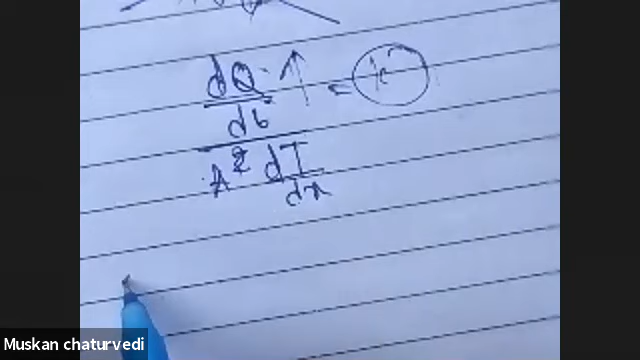 dQ ↑
dt = k
A² dT
dx
Muskan chaturvedi